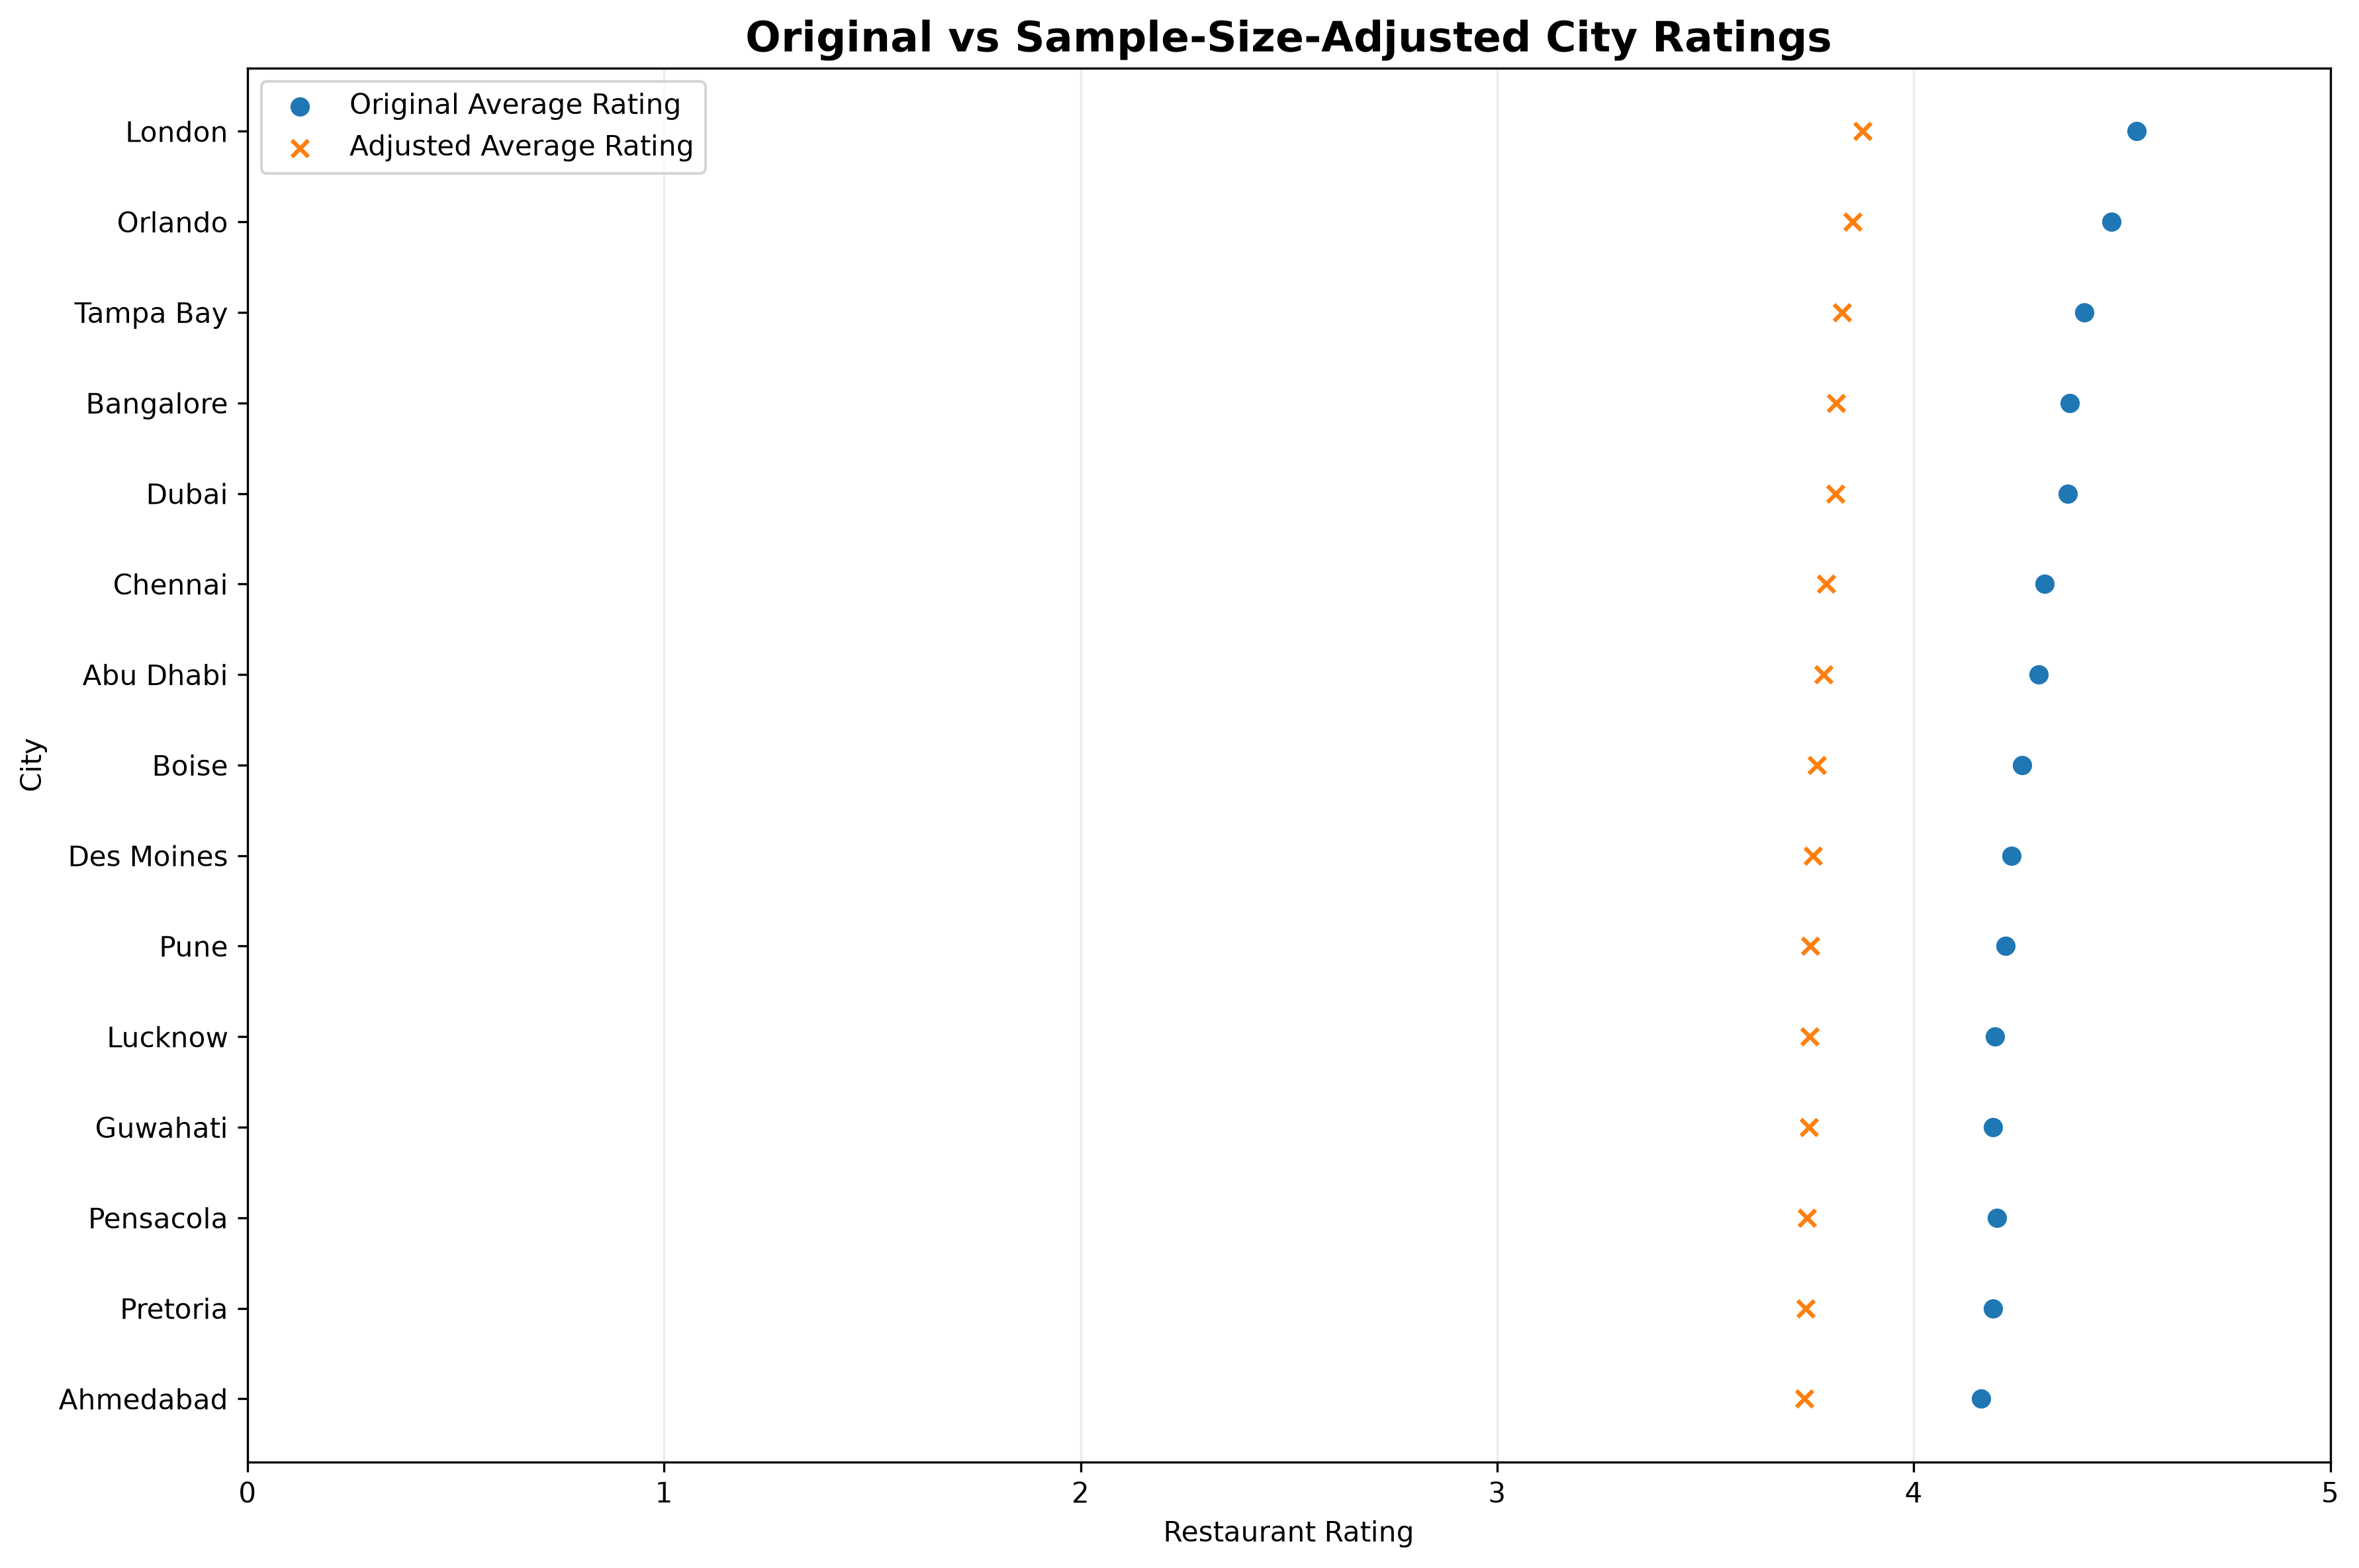 Original vs Sample-Size-Adjusted City Ratings
Original Average Rating
Adjusted Average Rating
London
Orlando
Tampa Bay
Bangalore
Dubai
Chennai
Abu Dhabi
Boise
Des Moines
Pune
Lucknow
Guwahati
Pensacola
Pretoria
Ahmedabad
City
0 1 2 3 4 5
Restaurant Rating